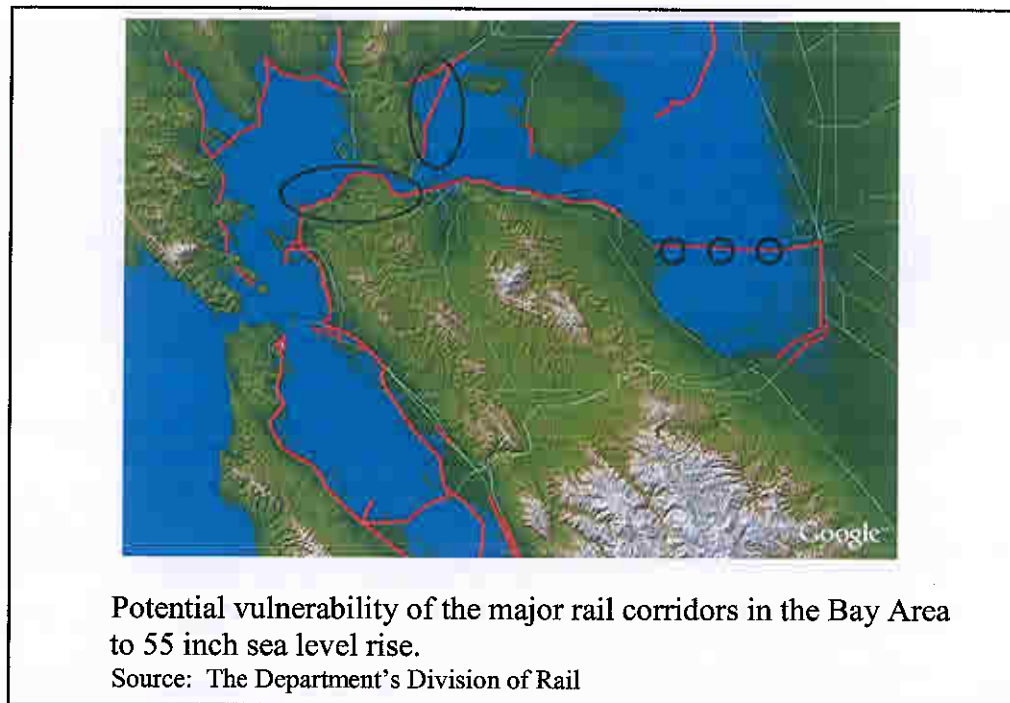 Google™
Potential vulnerability of the major rail corridors in the Bay Area
to 55 inch sea level rise.
Source: The Department's Division of Rail